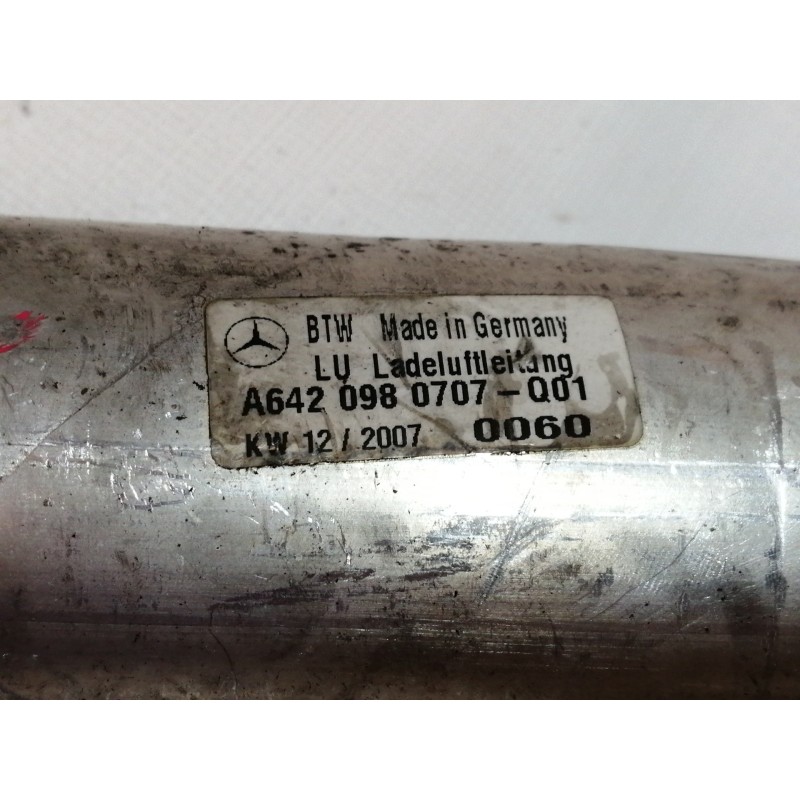 BTW Made in Germany
LU Ladeluftleitung
A642 098 0707-Q01
KW 12/2007 0060